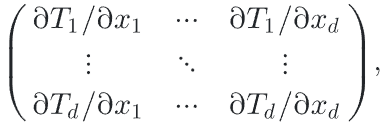 ∂T₁/∂x₁ ⋯ ∂T₁/∂x_d
⋮ ⋱ ⋮
∂T_d/∂x₁ ⋯ ∂T_d/∂x_d ,